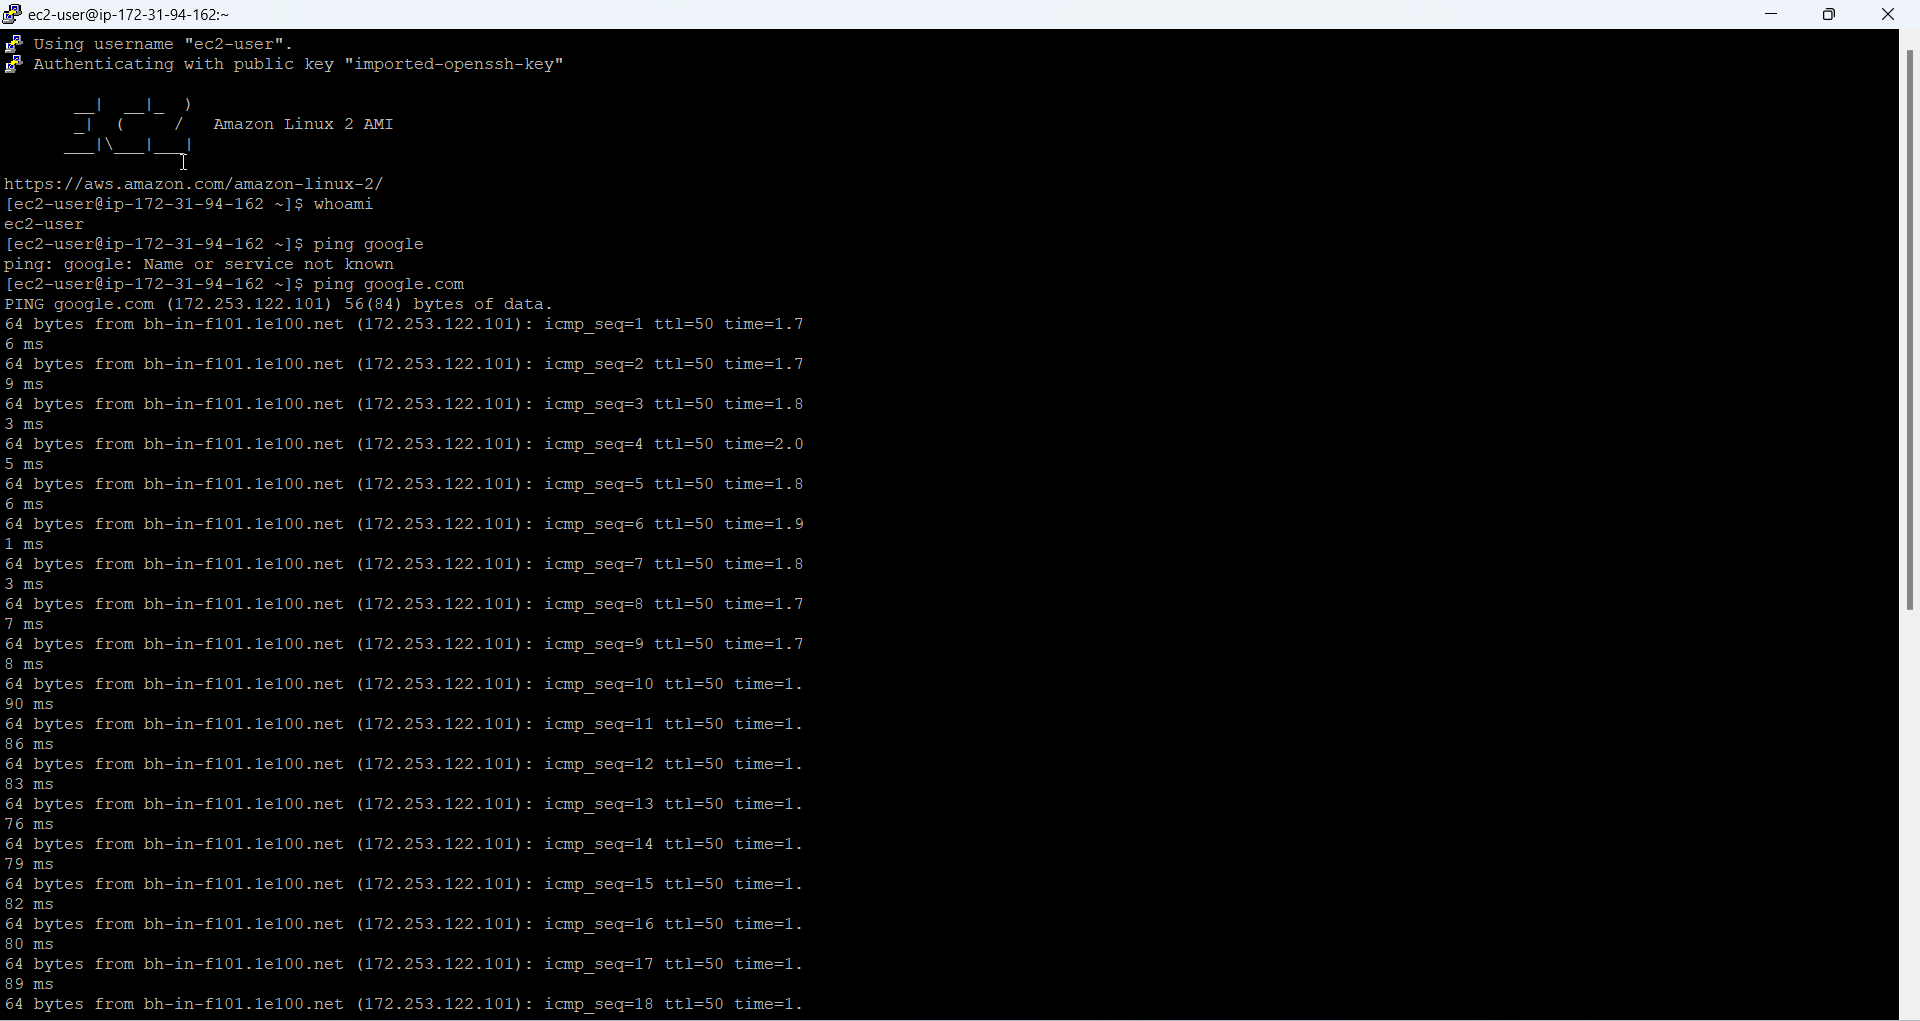 ec2-user@ip-172-31-94-162:~
Using username "ec2-user".
Authenticating with public key "imported-openssh-key"
__|  __|_  )
_|  (     /   Amazon Linux 2 AMI
___|\___|___|
https://aws.amazon.com/amazon-linux-2/
[ec2-user@ip-172-31-94-162 ~]$ whoami
ec2-user
[ec2-user@ip-172-31-94-162 ~]$ ping google
ping: google: Name or service not known
[ec2-user@ip-172-31-94-162 ~]$ ping google.com
PING google.com (172.253.122.101) 56(84) bytes of data.
64 bytes from bh-in-f101.1e100.net (172.253.122.101): icmp_seq=1 ttl=50 time=1.7
6 ms
64 bytes from bh-in-f101.1e100.net (172.253.122.101): icmp_seq=2 ttl=50 time=1.7
9 ms
64 bytes from bh-in-f101.1e100.net (172.253.122.101): icmp_seq=3 ttl=50 time=1.8
3 ms
64 bytes from bh-in-f101.1e100.net (172.253.122.101): icmp_seq=4 ttl=50 time=2.0
5 ms
64 bytes from bh-in-f101.1e100.net (172.253.122.101): icmp_seq=5 ttl=50 time=1.8
6 ms
64 bytes from bh-in-f101.1e100.net (172.253.122.101): icmp_seq=6 ttl=50 time=1.9
1 ms
64 bytes from bh-in-f101.1e100.net (172.253.122.101): icmp_seq=7 ttl=50 time=1.8
3 ms
64 bytes from bh-in-f101.1e100.net (172.253.122.101): icmp_seq=8 ttl=50 time=1.7
7 ms
64 bytes from bh-in-f101.1e100.net (172.253.122.101): icmp_seq=9 ttl=50 time=1.7
8 ms
64 bytes from bh-in-f101.1e100.net (172.253.122.101): icmp_seq=10 ttl=50 time=1.
90 ms
64 bytes from bh-in-f101.1e100.net (172.253.122.101): icmp_seq=11 ttl=50 time=1.
86 ms
64 bytes from bh-in-f101.1e100.net (172.253.122.101): icmp_seq=12 ttl=50 time=1.
83 ms
64 bytes from bh-in-f101.1e100.net (172.253.122.101): icmp_seq=13 ttl=50 time=1.
76 ms
64 bytes from bh-in-f101.1e100.net (172.253.122.101): icmp_seq=14 ttl=50 time=1.
79 ms
64 bytes from bh-in-f101.1e100.net (172.253.122.101): icmp_seq=15 ttl=50 time=1.
82 ms
64 bytes from bh-in-f101.1e100.net (172.253.122.101): icmp_seq=16 ttl=50 time=1.
80 ms
64 bytes from bh-in-f101.1e100.net (172.253.122.101): icmp_seq=17 ttl=50 time=1.
89 ms
64 bytes from bh-in-f101.1e100.net (172.253.122.101): icmp_seq=18 ttl=50 time=1.